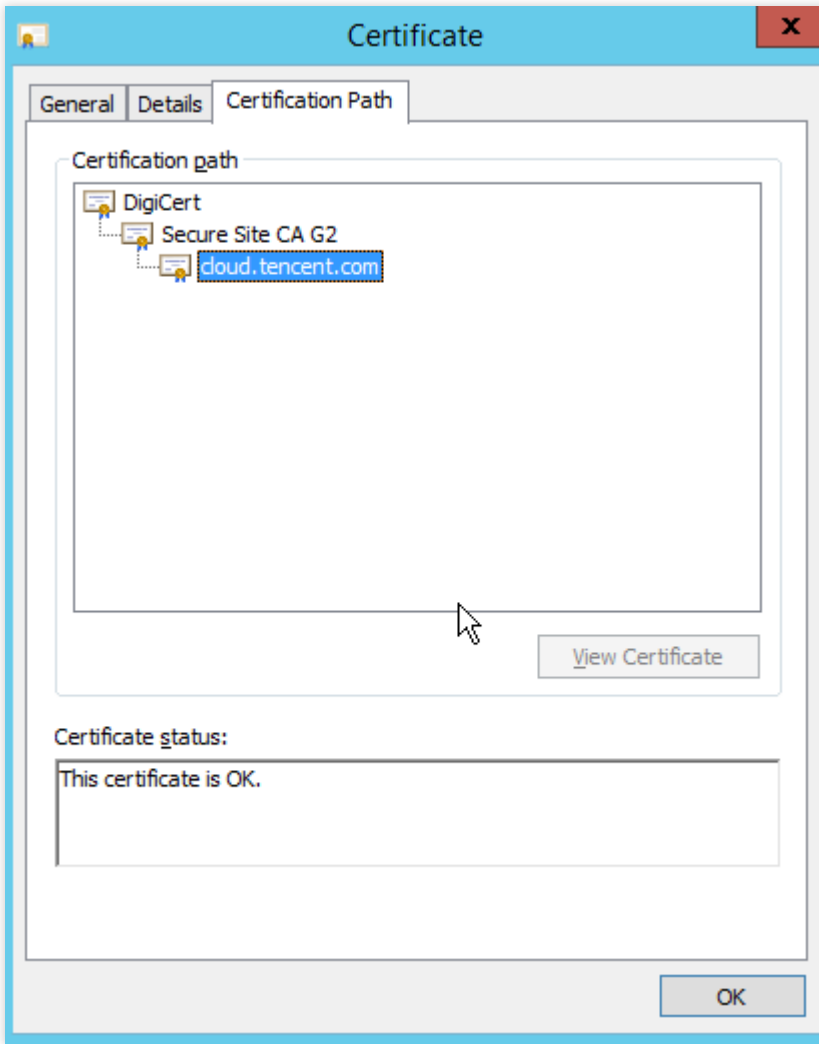 Certificate
x
General Details Certification Path
Certification path
DigiCert
Secure Site CA G2
cloud.tencent.com
View Certificate
Certificate status:
This certificate is OK.
OK